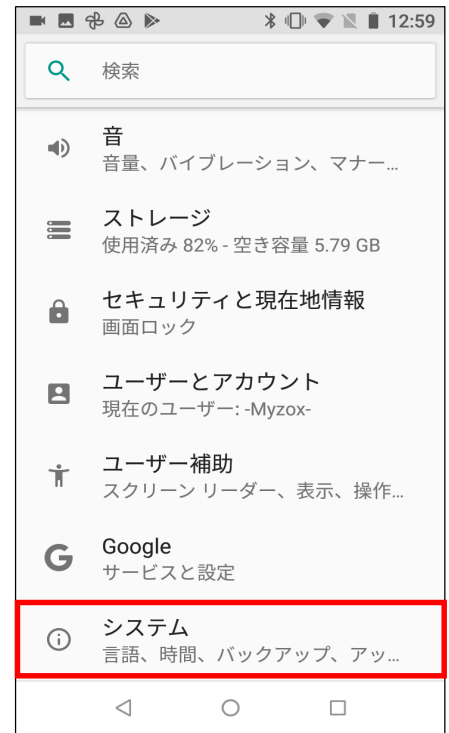 12:59
検索
音
音量、バイブレーション、マナー...
ストレージ
使用済み 82% - 空き容量 5.79 GB
セキュリティと現在地情報
画面ロック
ユーザーとアカウント
現在のユーザー: -Myzox-
ユーザー補助
スクリーン リーダー、表示、操作...
Google
サービスと設定
システム
言語、時間、バックアップ、アッ...